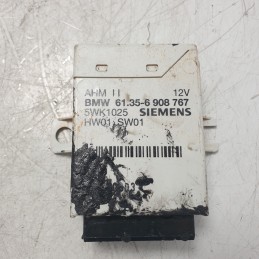 AHM II 12V
BMW 61.35-6 908 767
5WK1025 SIEMENS
HW01 SW01